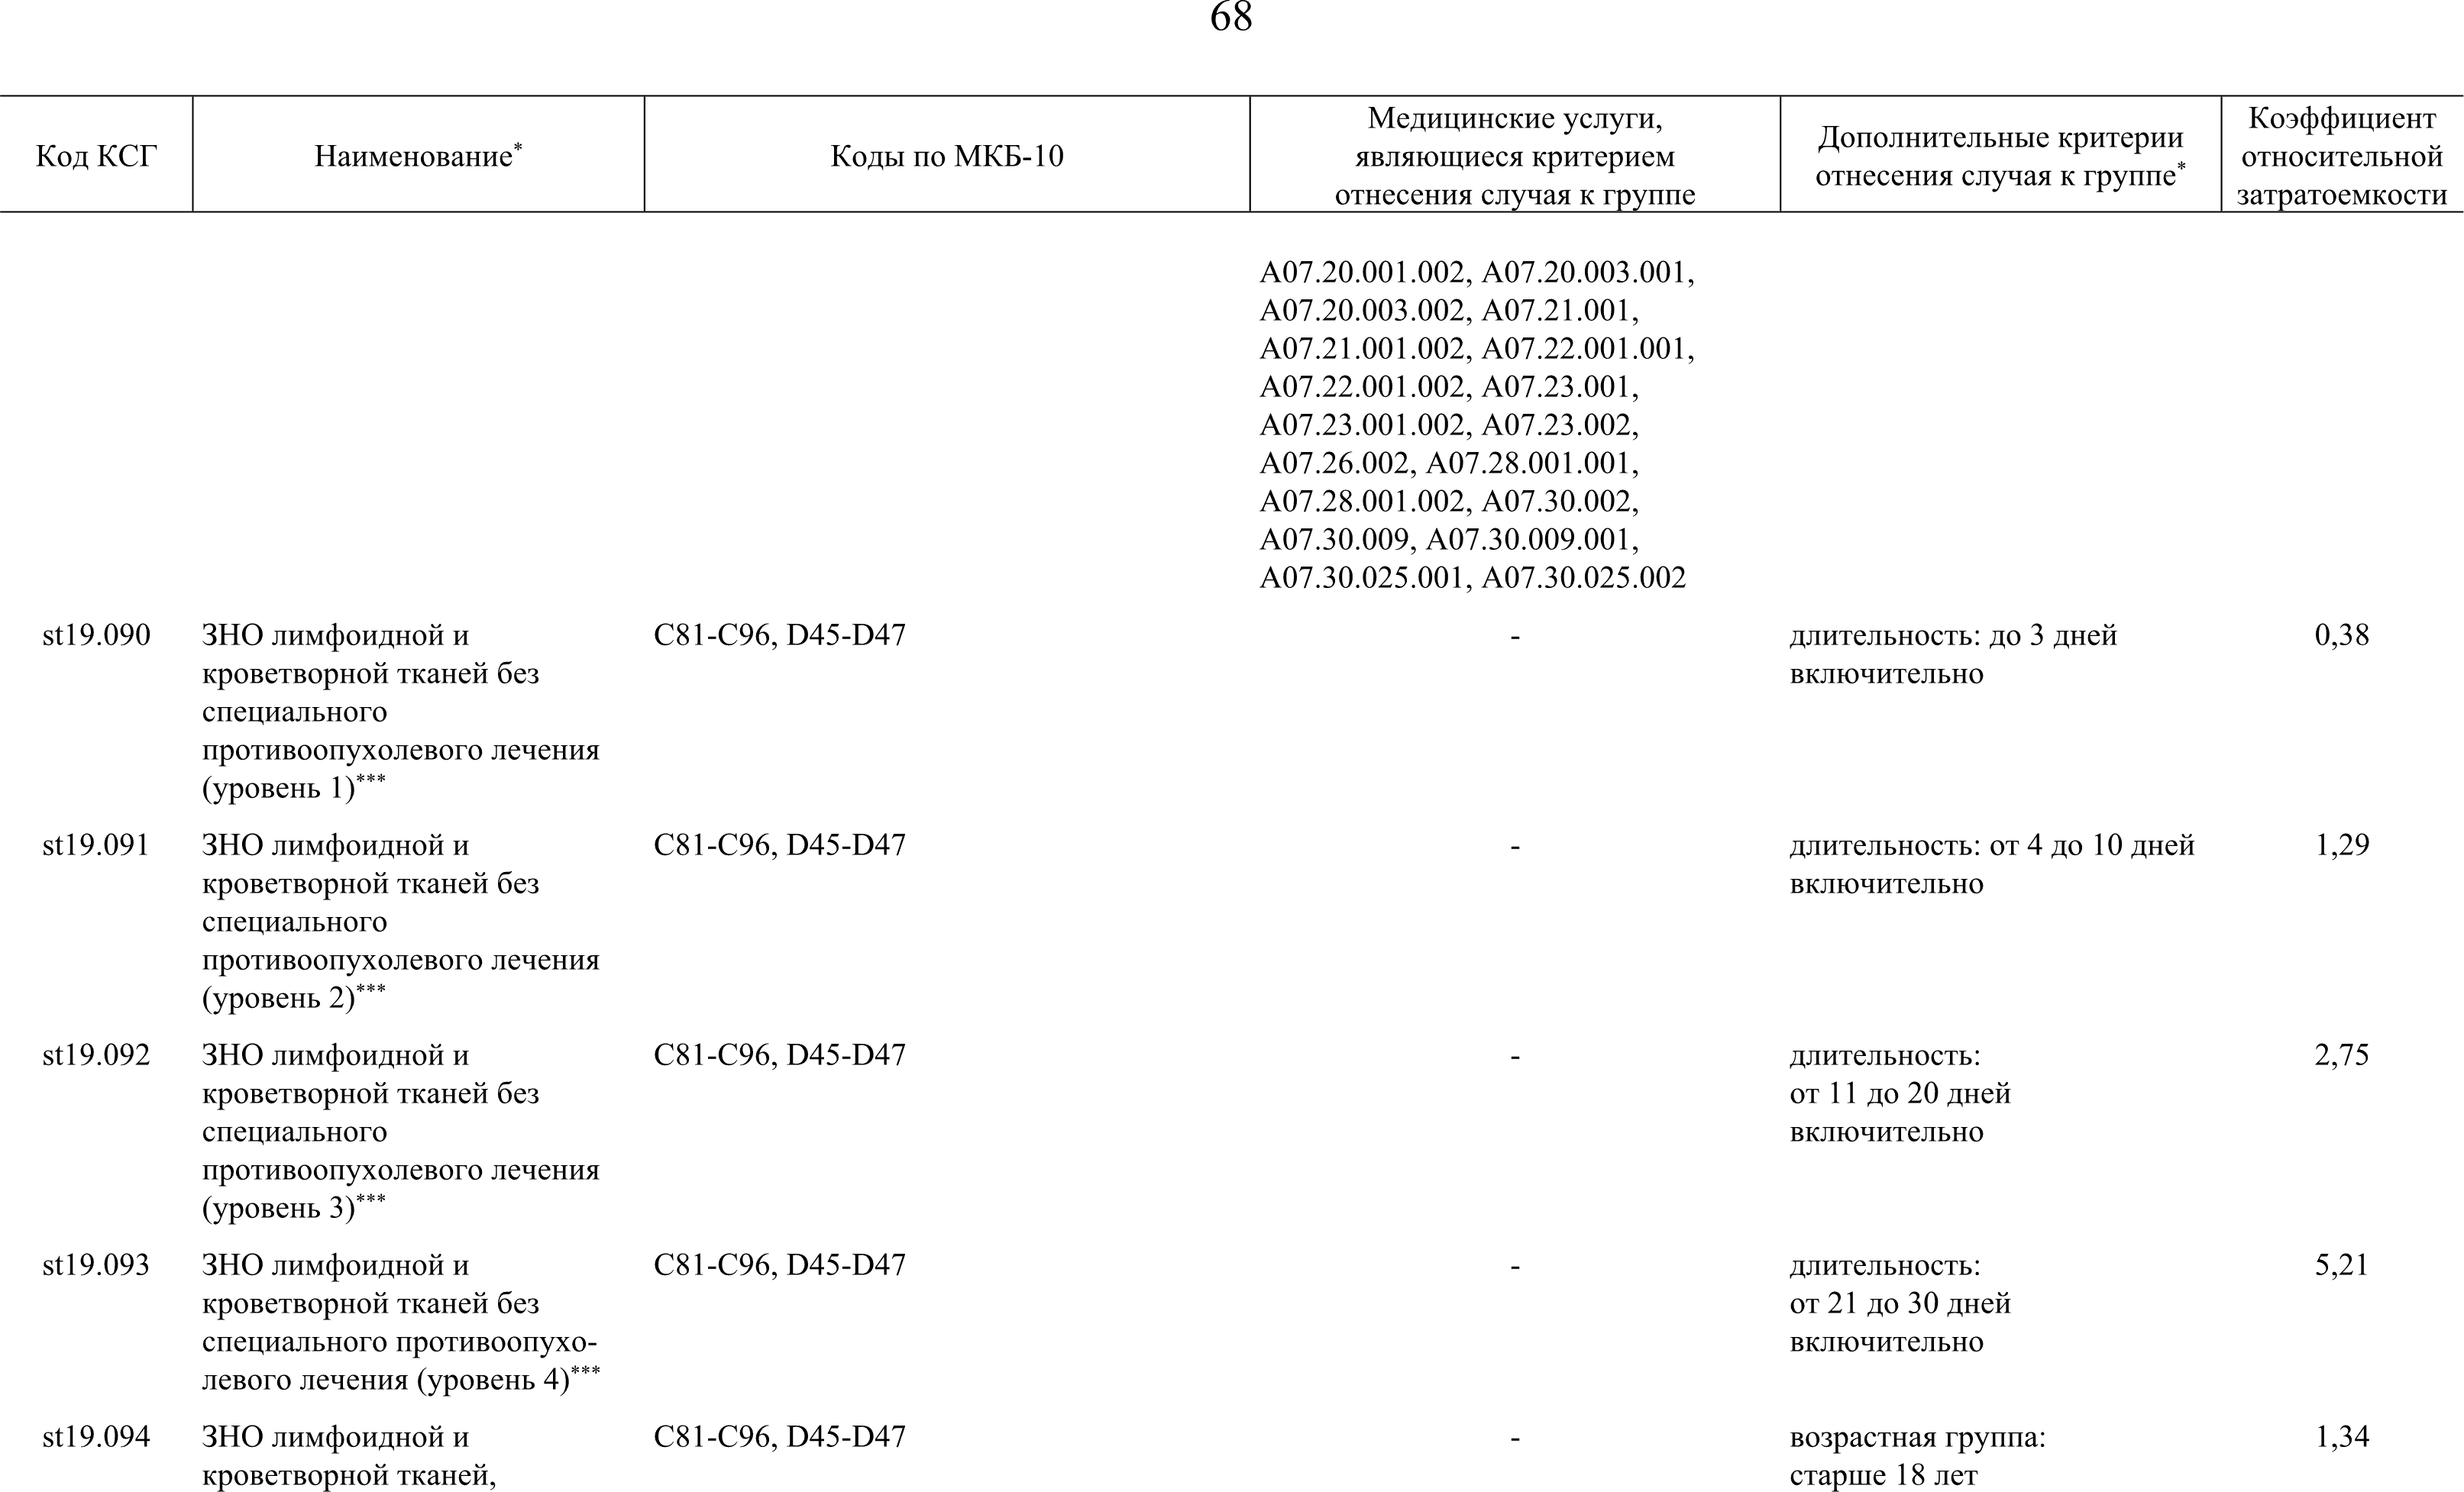 68
Код КСГ
Наименование*
Коды по МКБ-10
Медицинские услуги,
являющиеся критерием
отнесения случая к группе
Дополнительные критерии
отнесения случая к группе*
Коэффициент
относительной
затратоемкости
A07.20.001.002, A07.20.003.001,
A07.20.003.002, A07.21.001,
A07.21.001.002, A07.22.001.001,
A07.22.001.002, A07.23.001,
A07.23.001.002, A07.23.002,
A07.26.002, A07.28.001.001,
A07.28.001.002, A07.30.002,
A07.30.009, A07.30.009.001,
A07.30.025.001, A07.30.025.002
st19.090
ЗНО лимфоидной и
кроветворной тканей без
специального
противоопухолевого лечения
(уровень 1)***
C81-C96, D45-D47
-
длительность: до 3 дней
включительно
0,38
st19.091
ЗНО лимфоидной и
кроветворной тканей без
специального
противоопухолевого лечения
(уровень 2)***
C81-C96, D45-D47
-
длительность: от 4 до 10 дней
включительно
1,29
st19.092
ЗНО лимфоидной и
кроветворной тканей без
специального
противоопухолевого лечения
(уровень 3)***
C81-C96, D45-D47
-
длительность:
от 11 до 20 дней
включительно
2,75
st19.093
ЗНО лимфоидной и
кроветворной тканей без
специального противоопухо-
левого лечения (уровень 4)***
C81-C96, D45-D47
-
длительность:
от 21 до 30 дней
включительно
5,21
st19.094
ЗНО лимфоидной и
кроветворной тканей,
C81-C96, D45-D47
-
возрастная группа:
старше 18 лет
1,34